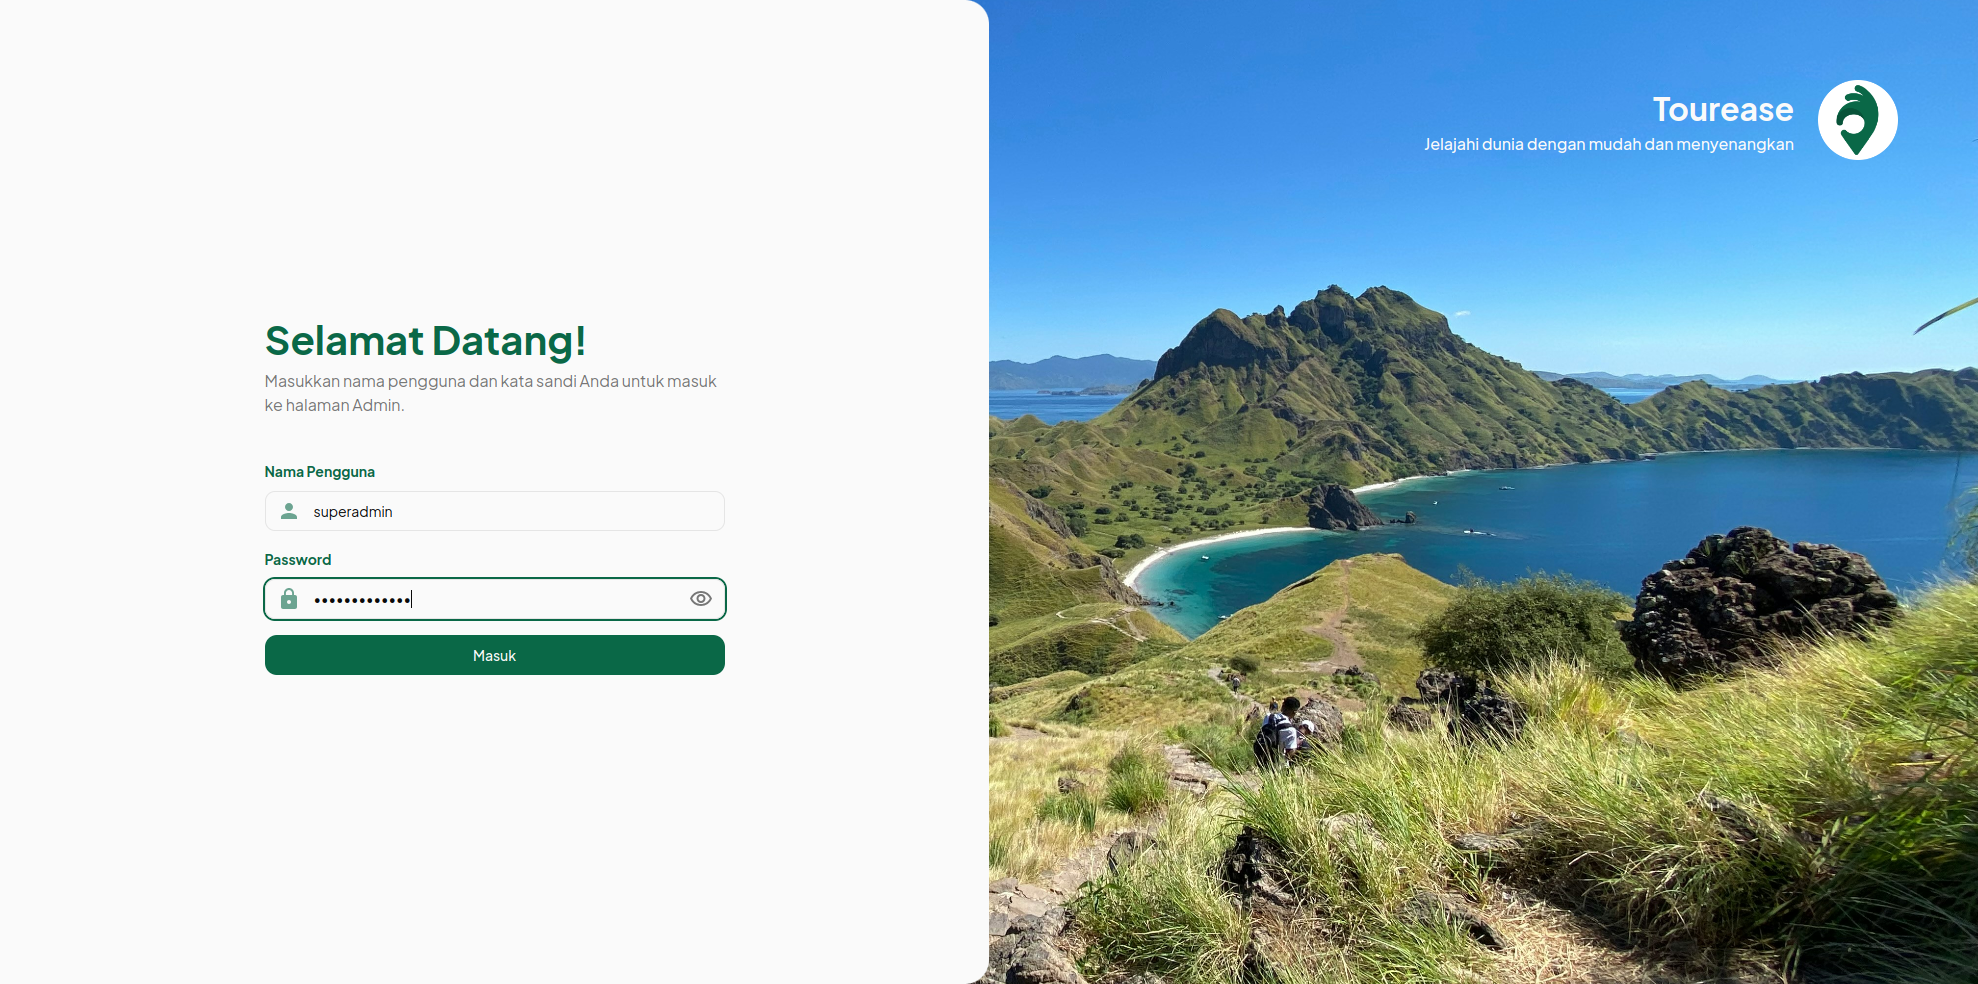 Selamat Datang!
Masukkan nama pengguna dan kata sandi Anda untuk masuk
ke halaman Admin.
Nama Pengguna
superadmin
Password
•••••••••••••
Masuk
Tourease
Jelajahi dunia dengan mudah dan menyenangkan